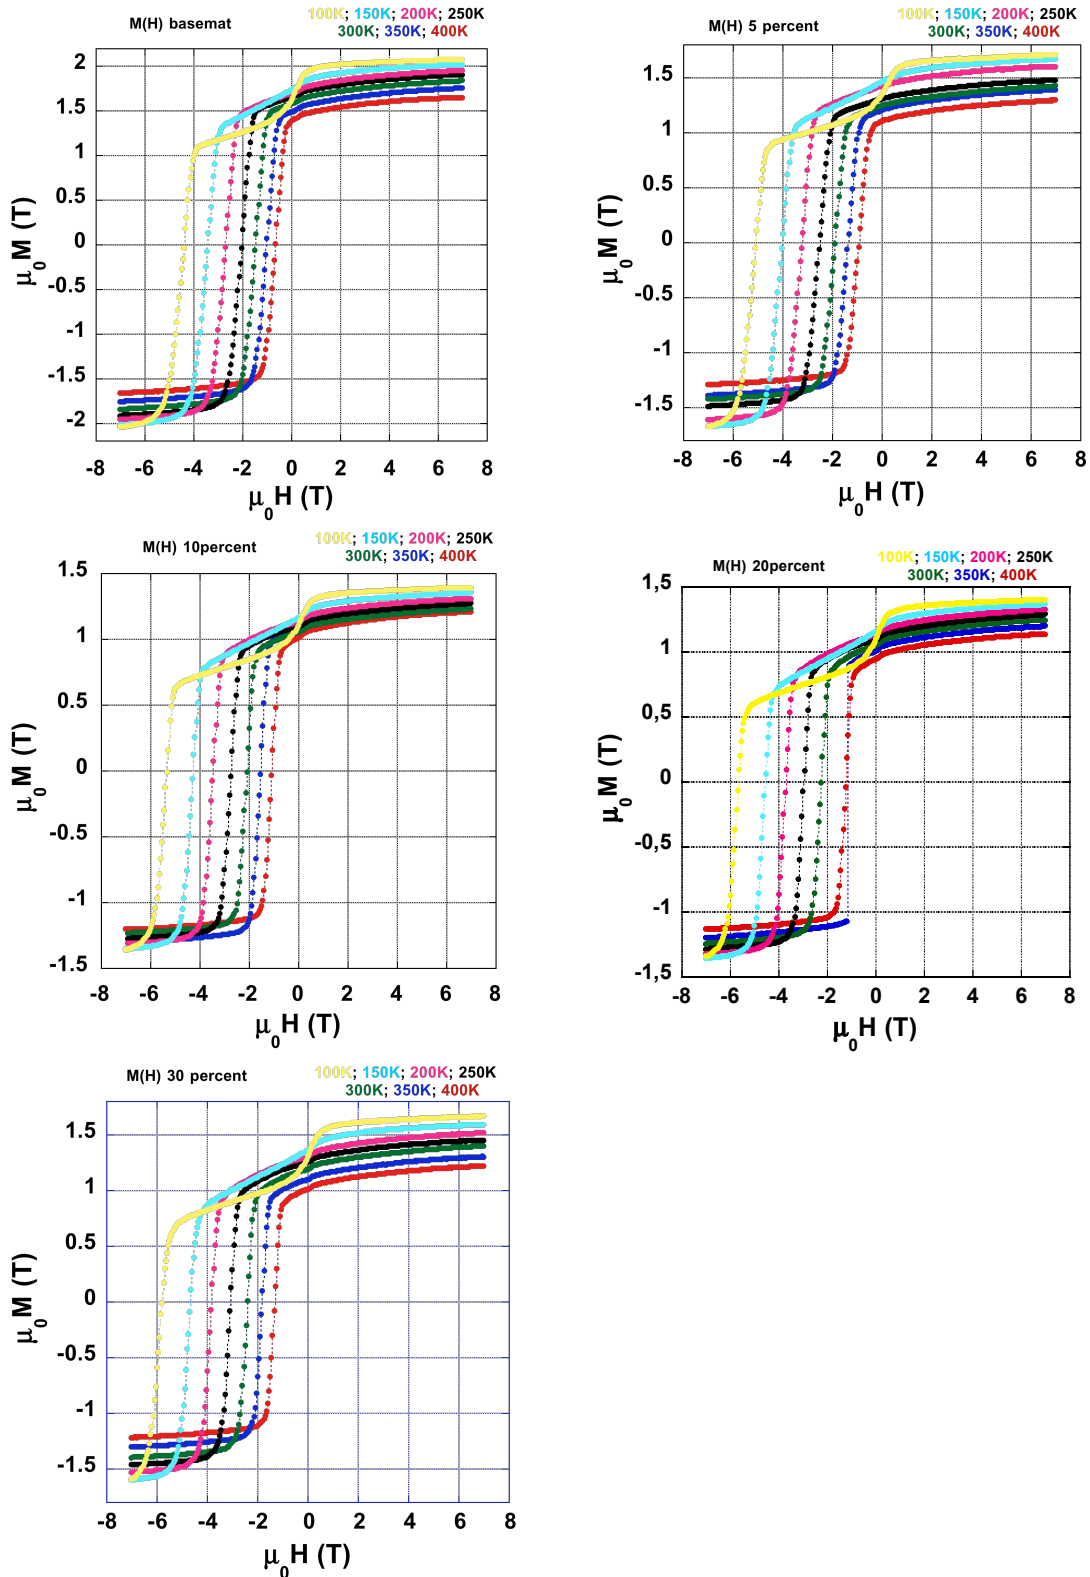 M(H) basemat
100K; 150K; 200K; 250K
300K; 350K; 400K
2
1.5
1
0.5
0
-0.5
-1
-1.5
-2
μ0M (T)
-8 -6 -4 -2 0 2 4 6 8
μ0H (T)
M(H) 5 percent
100K; 150K; 200K; 250K
300K; 350K; 400K
1.5
1
0.5
0
-0.5
-1
-1.5
μ0M (T)
-8 -6 -4 -2 0 2 4 6 8
μ0H (T)
M(H) 10percent
100K; 150K; 200K; 250K
300K; 350K; 400K
1.5
1
0.5
0
-0.5
-1
-1.5
μ0M (T)
-8 -6 -4 -2 0 2 4 6 8
μ0H (T)
M(H) 20percent
100K; 150K; 200K; 250K
300K; 350K; 400K
1,5
1
0,5
0
-0,5
-1
-1,5
μ0M (T)
-8 -6 -4 -2 0 2 4 6 8
μ0H (T)
M(H) 30 percent
100K; 150K; 200K; 250K
300K; 350K; 400K
1.5
1
0.5
0
-0.5
-1
-1.5
μ0M (T)
-8 -6 -4 -2 0 2 4 6 8
μ0H (T)